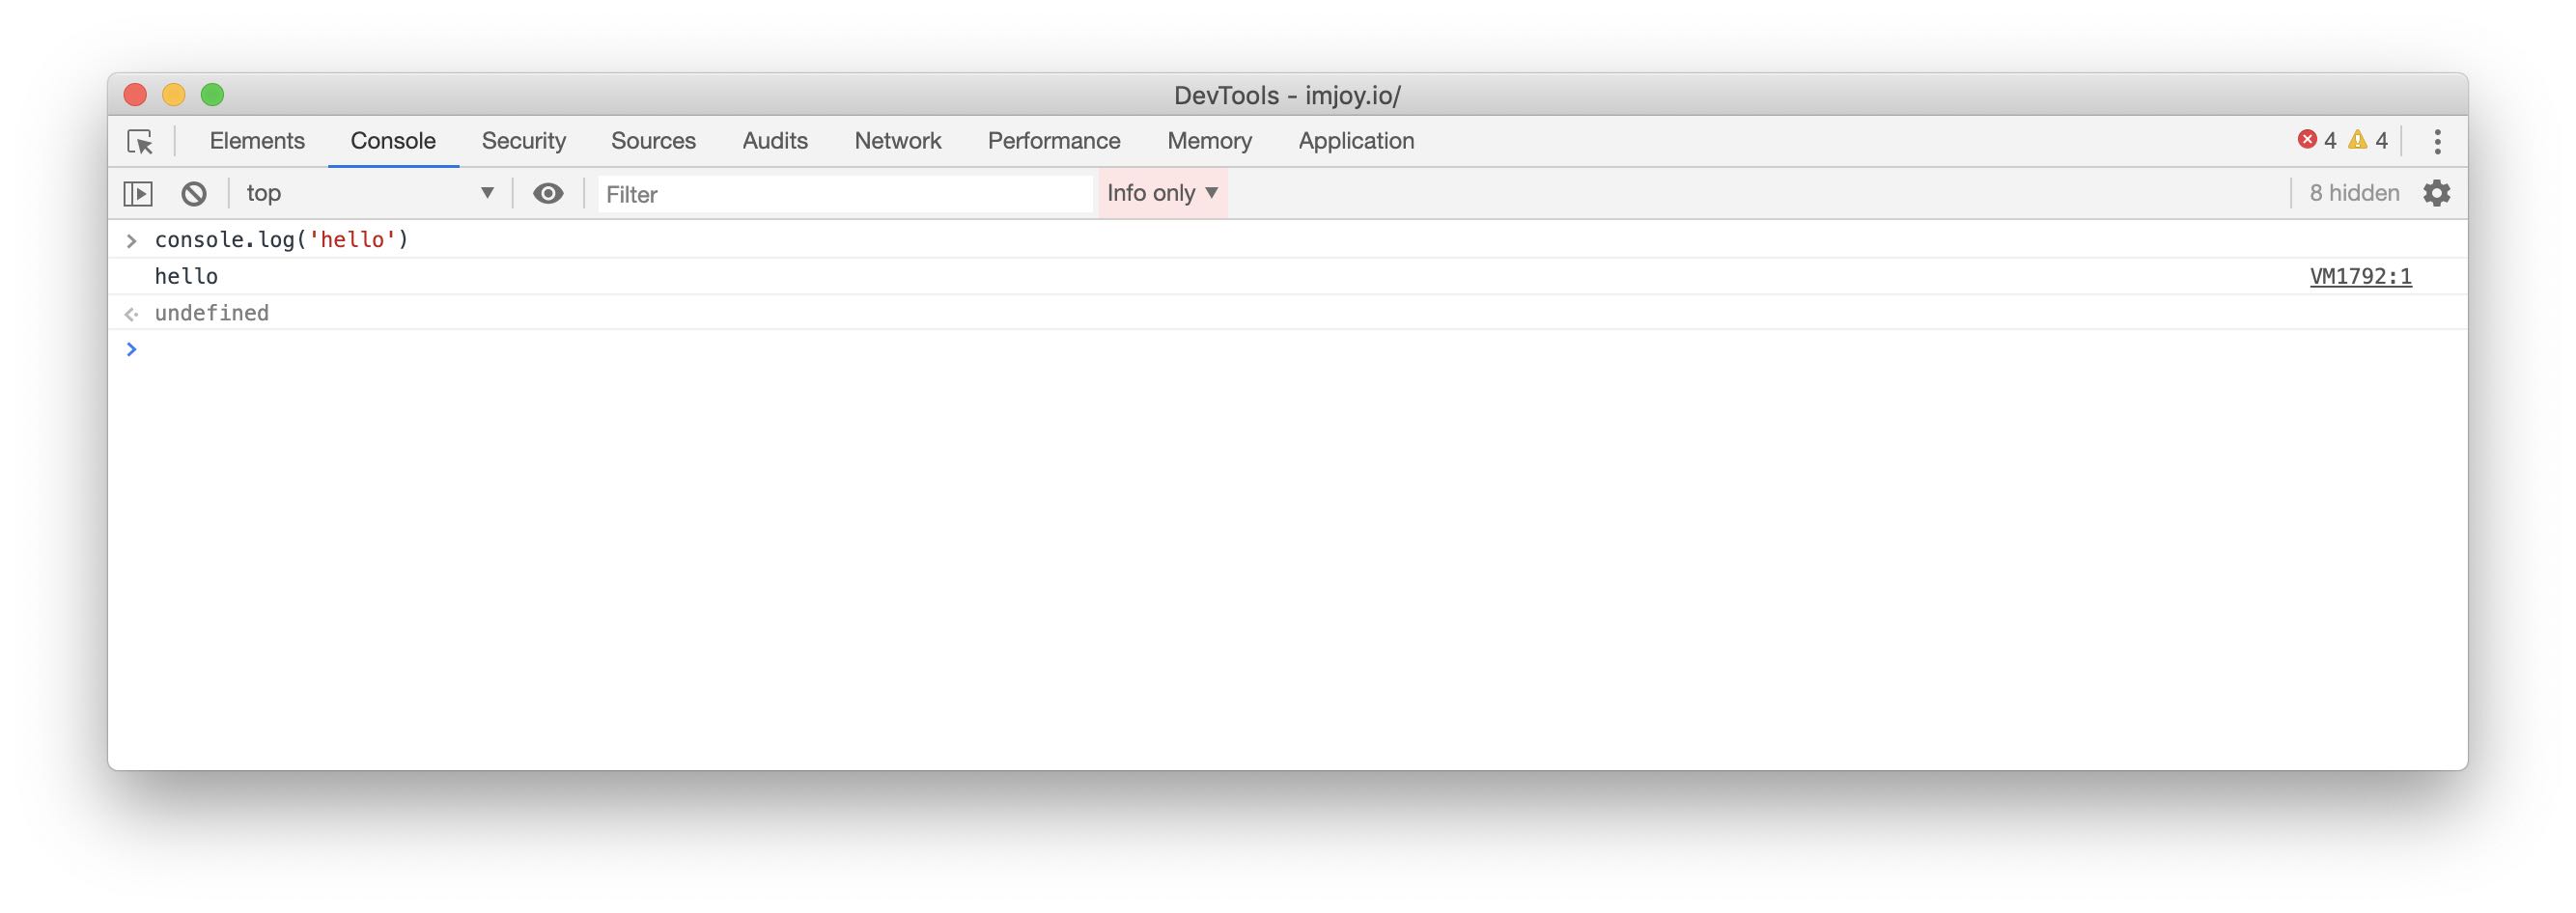 DevTools - imjoy.io/
Elements Console Security Sources Audits Network Performance Memory Application 4 4
top Filter Info only 8 hidden
console.log('hello')
hello VM1792:1
undefined